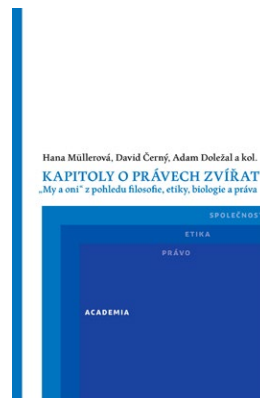 Hana Müllerová, David Černý, Adam Doležal a kol.
KAPITOLY O PRÁVECH ZVÍŘAT
„My a oni“ z pohledu filosofie, etiky, biologie a práva
SPOLEČNOS
ETIKA
PRÁVO
ACADEMIA